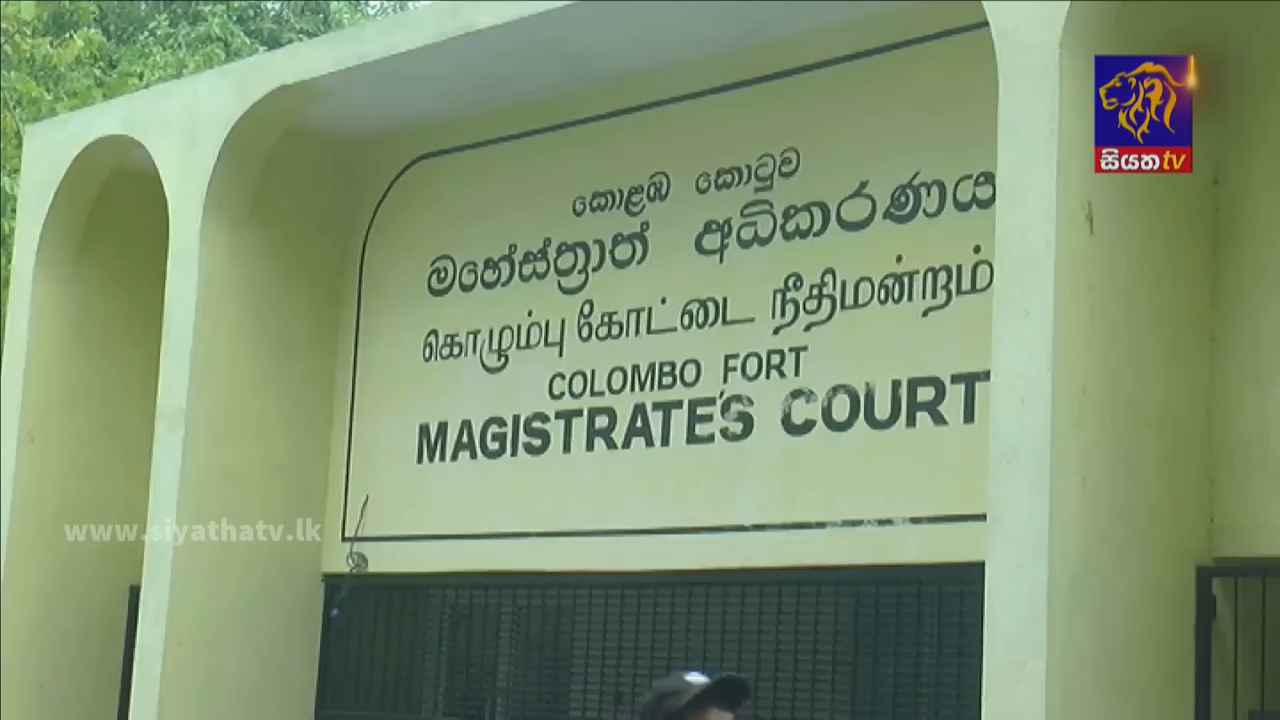 සියත tv
කොළඹ කොටුව
මහේස්ත්‍රාත් අධිකරණය
கொழும்பு கோட்டை நீதிமன்றம்
COLOMBO FORT
MAGISTRATE'S COURT
www.siyathatv.lk